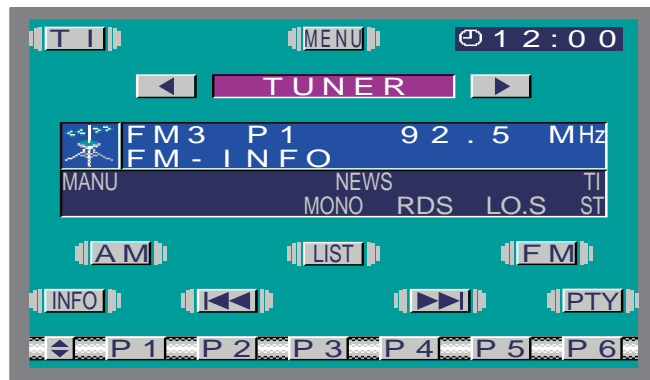 TI MENU 12:00
TUNER
FM3 P1 92.5 MHz
FM-INFO
MANU NEWS TI
MONO RDS LO.S ST
AM LIST FM
INFO PTY
P1 P2 P3 P4 P5 P6